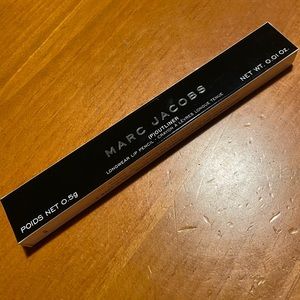 MARC JACOBS
(P)OUTLINER
LONGWEAR LIP PENCIL · CRAYON À LÈVRES LONGUE TENUE
POIDS NET 0.5g
NET WT. 0.01 Oz.